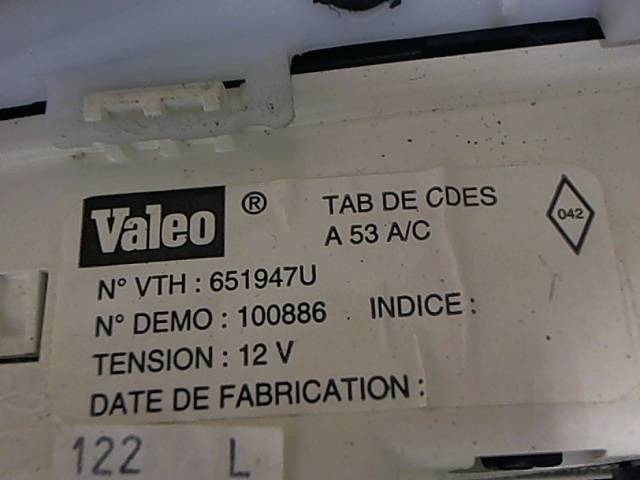 Valeo ® TAB DE CDES
A 53 A/C
042
N° VTH : 651947U
N° DEMO : 100886 INDICE :
TENSION : 12 V
DATE DE FABRICATION :
122 L